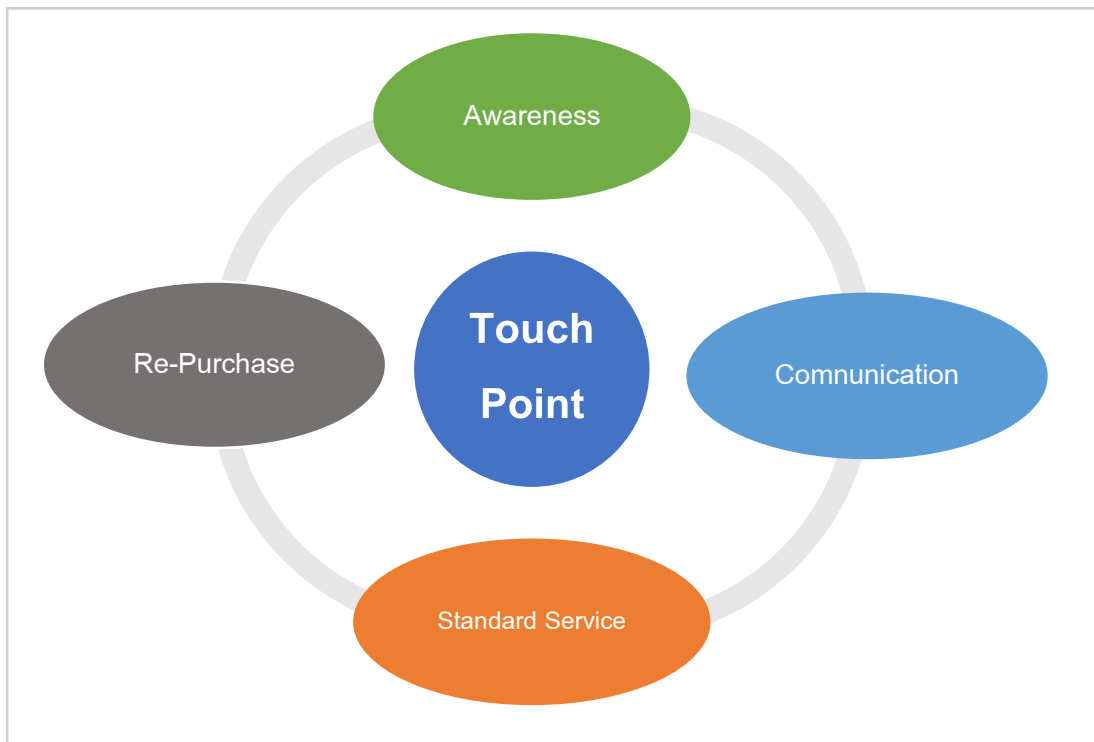 Awareness
Touch
Point
Re-Purchase
Comnunication
Standard Service